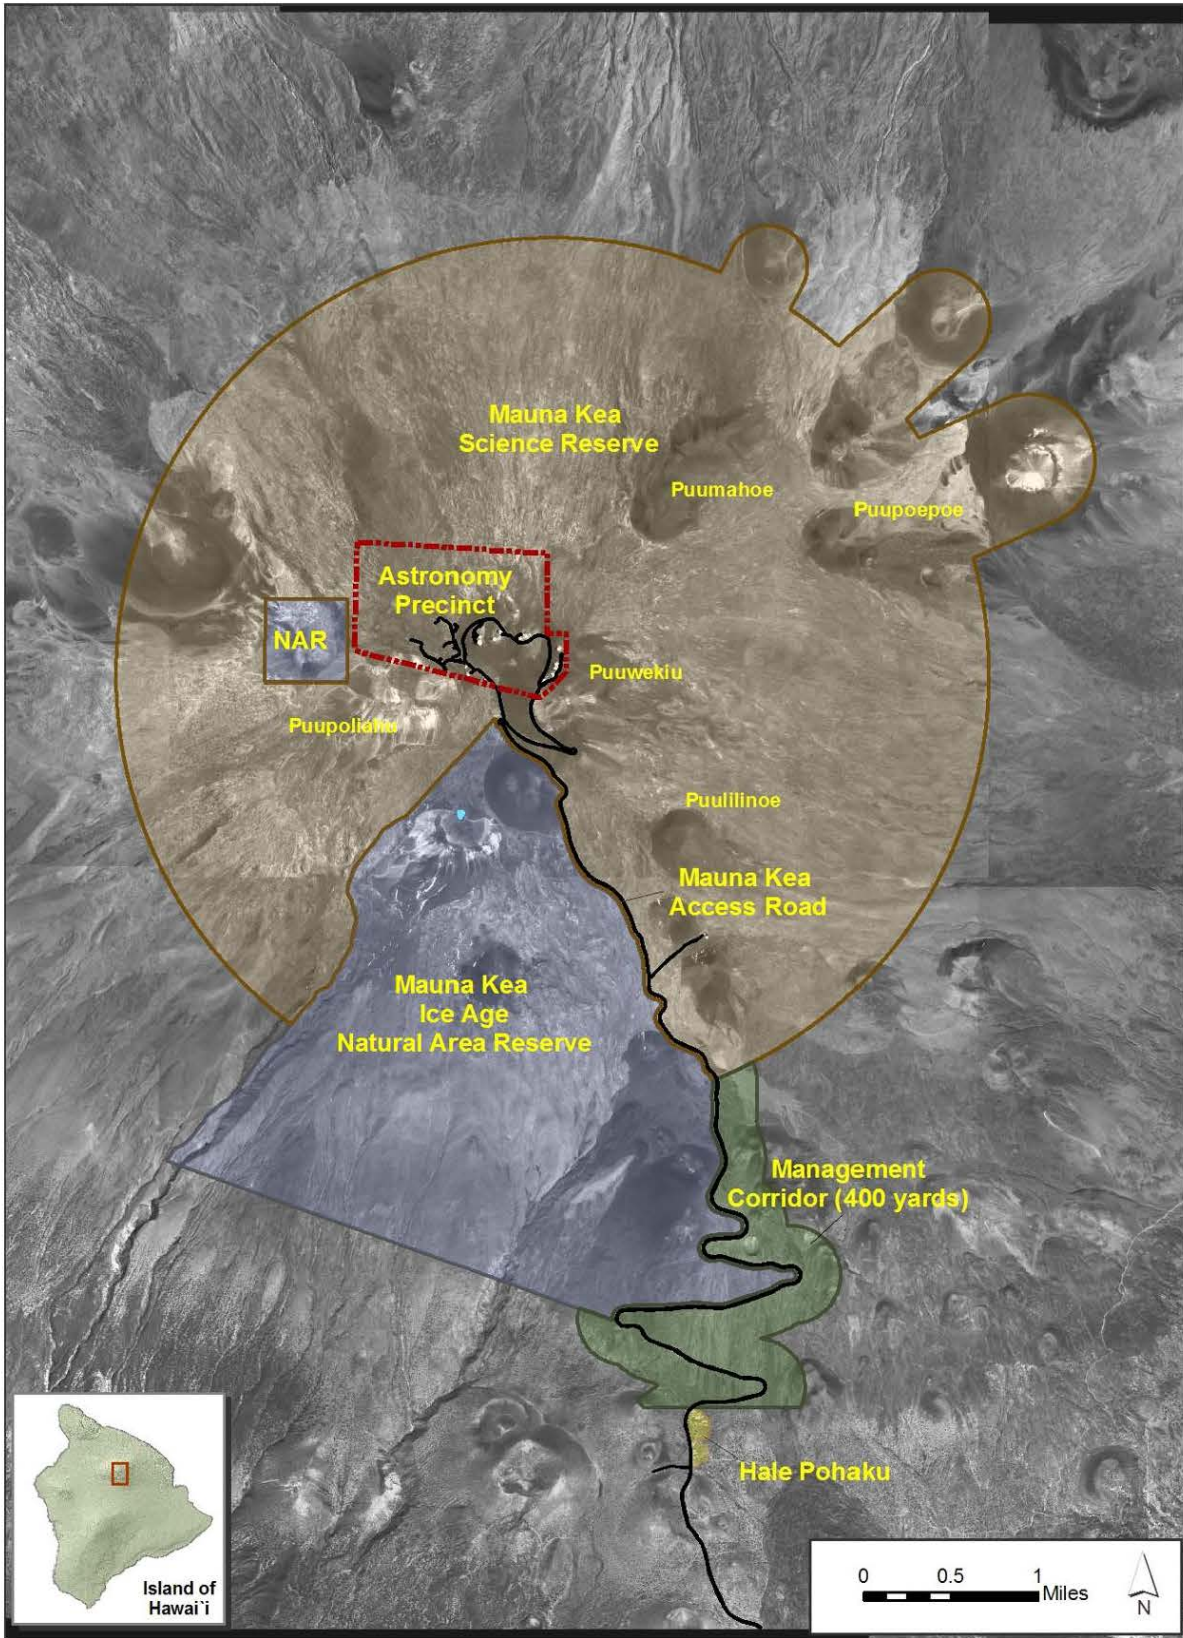 Mauna Kea
Science Reserve
Puumahoe
Puupoepoe
Astronomy
Precinct
NAR
Puuwekiu
Puupoliahu
Puulilinoe
Mauna Kea
Access Road
Mauna Kea
Ice Age
Natural Area Reserve
Management
Corridor (400 yards)
Hale Pohaku
Island of
Hawai`i
0 0.5 1
Miles
N